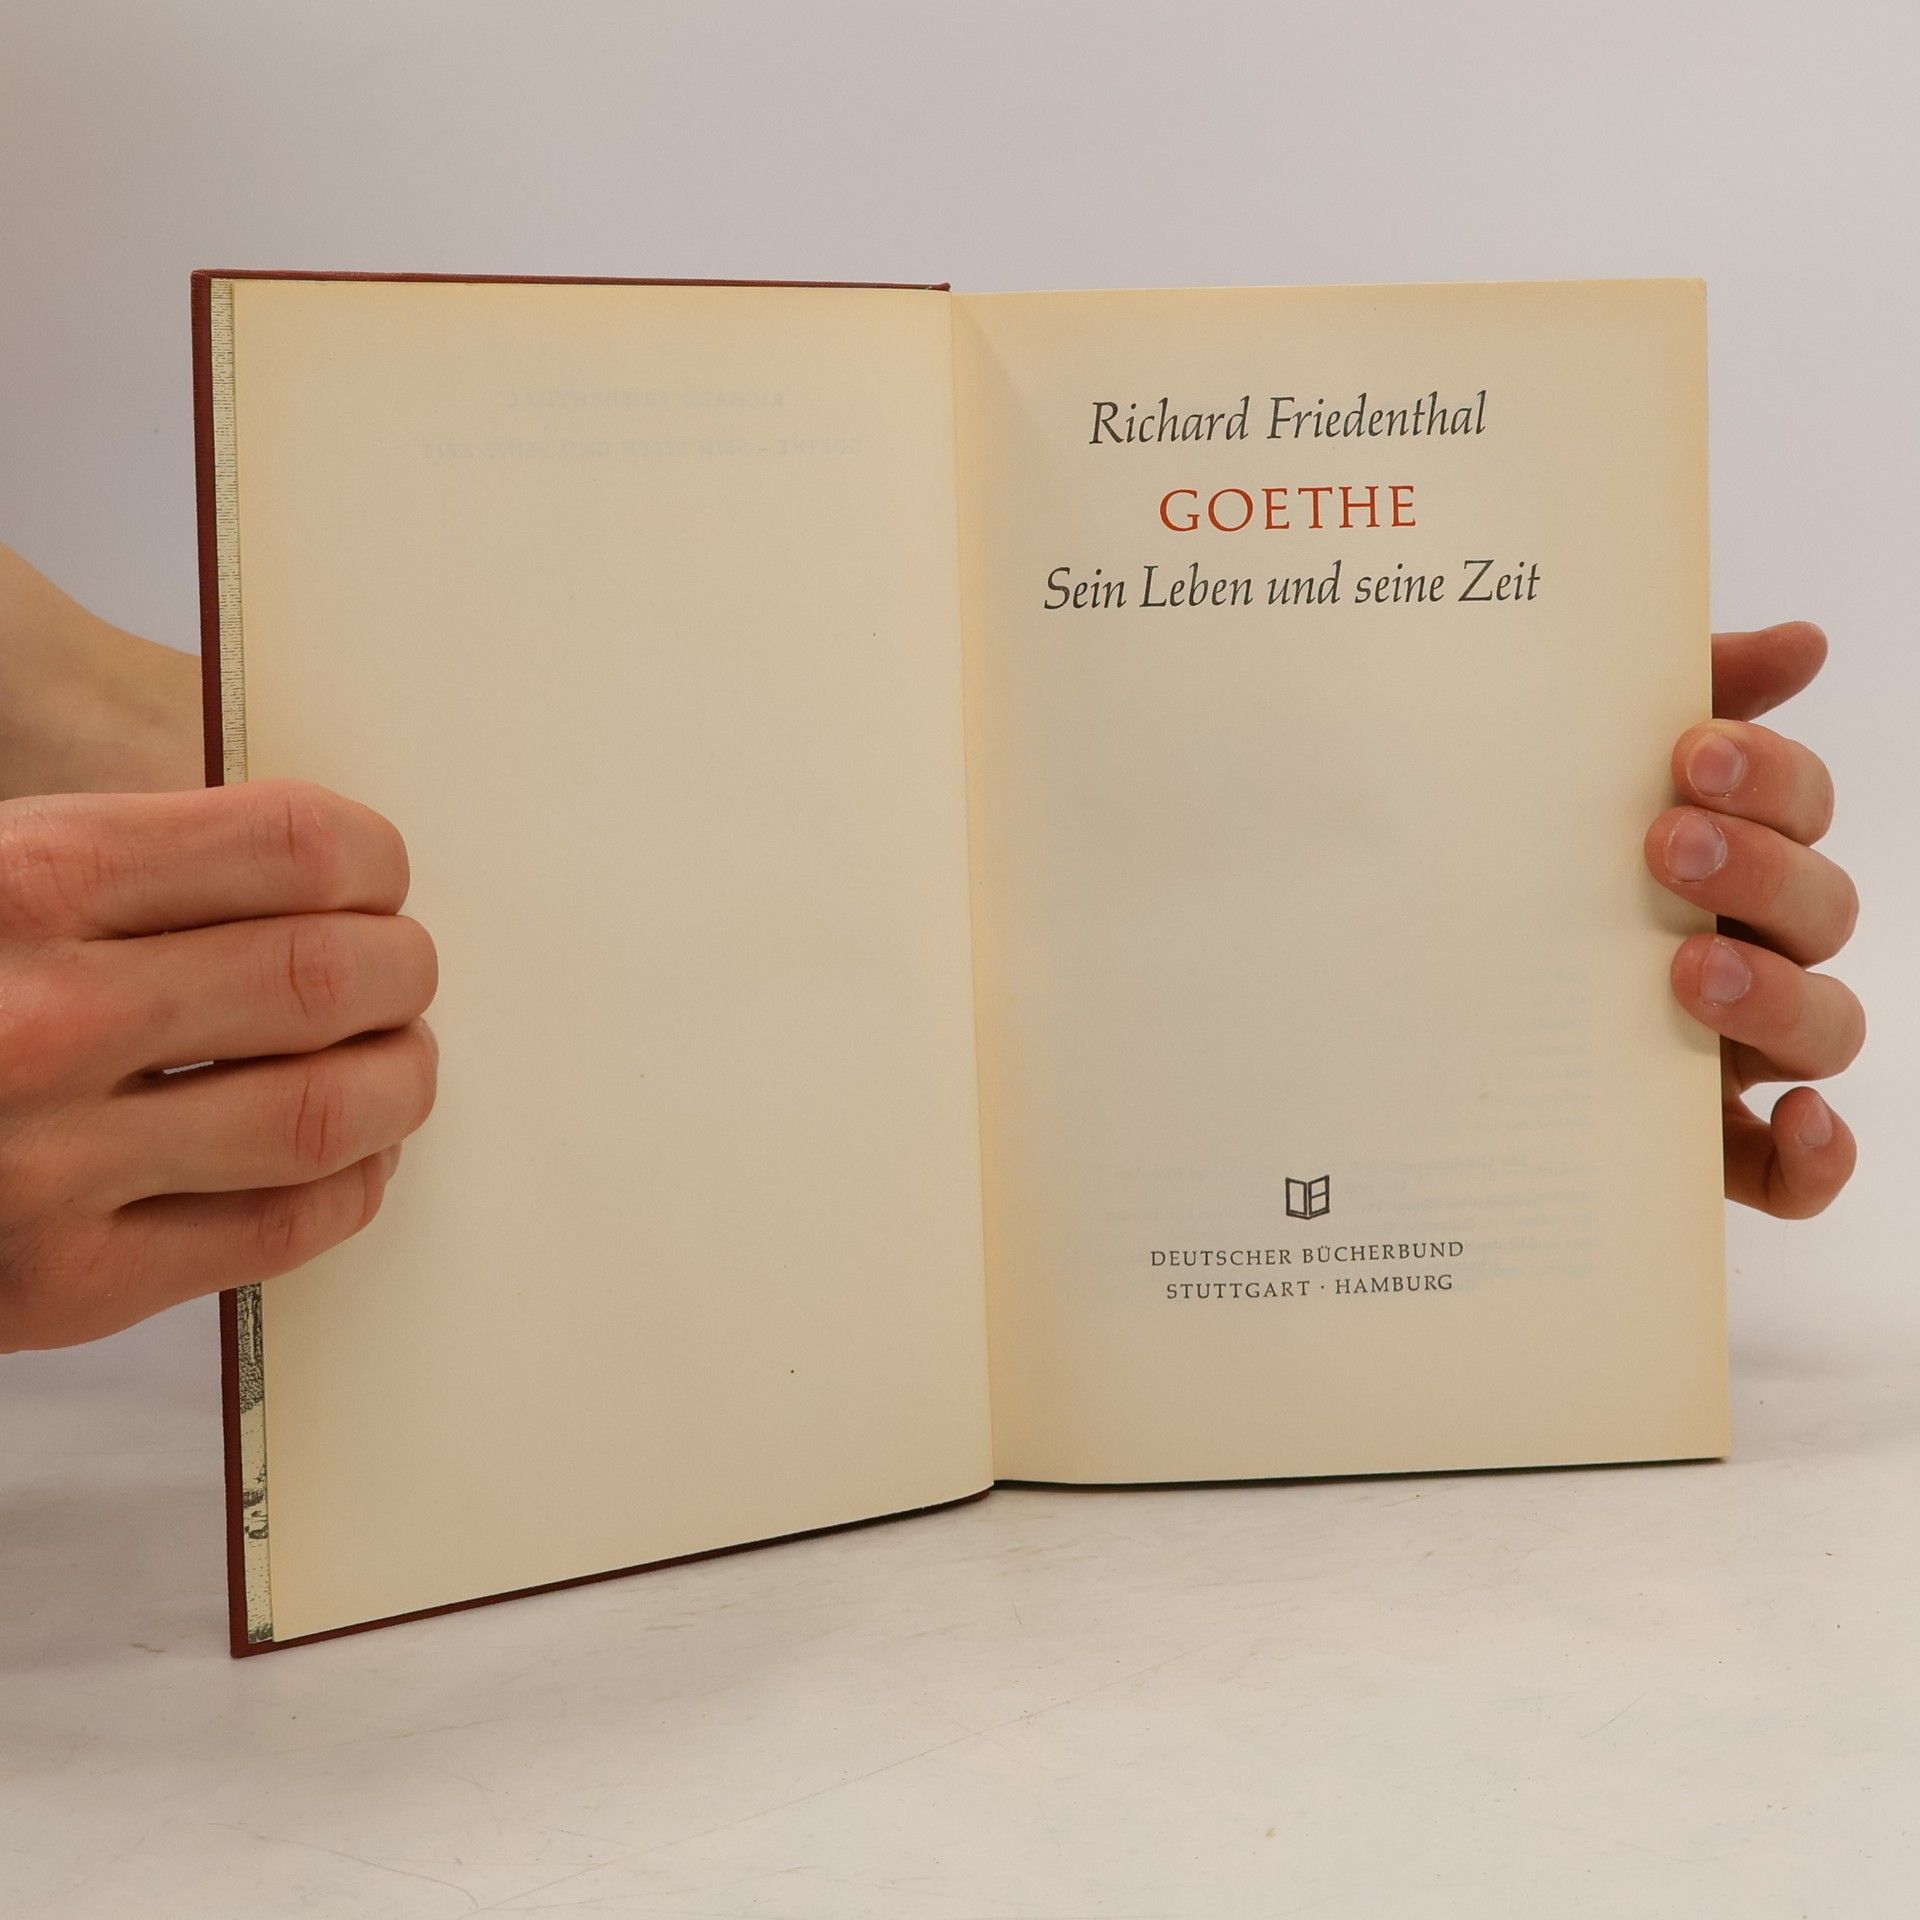 Richard Friedenthal
GOETHE
Sein Leben und seine Zeit
DEUTSCHER BÜCHERBUND
STUTTGART · HAMBURG